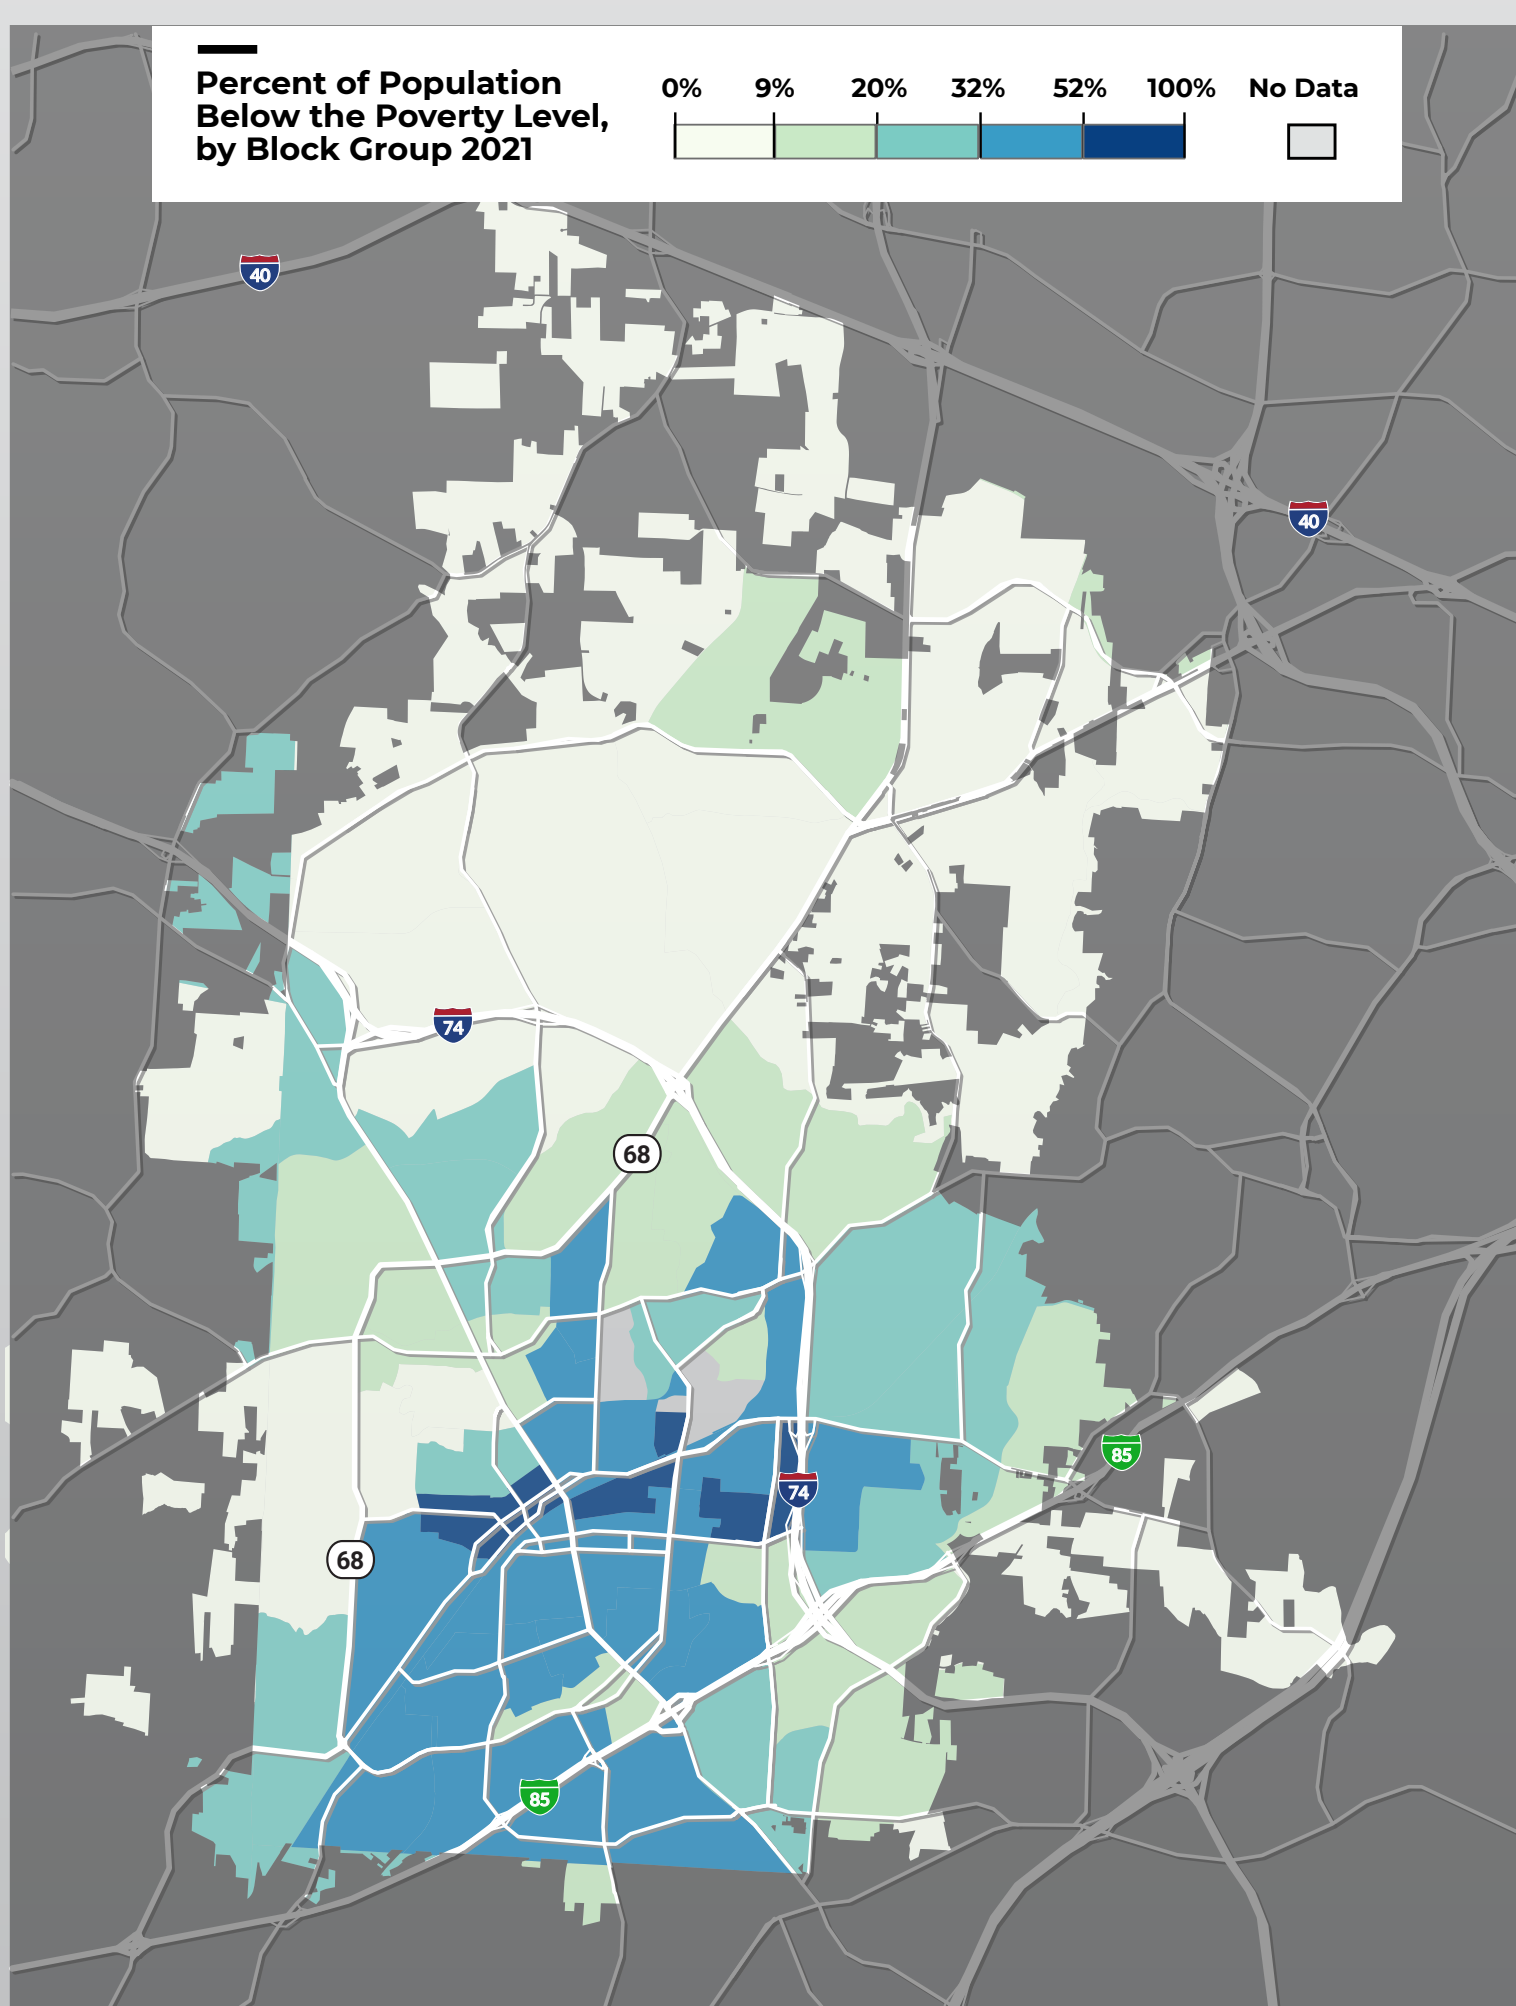 Percent of Population
Below the Poverty Level,
by Block Group 2021
0% 9% 20% 32% 52% 100% No Data
40
40
74
68
85
74
68
85